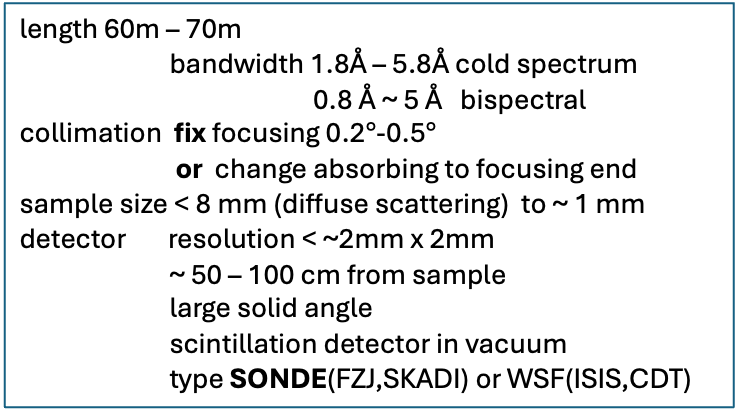 length 60m – 70m
bandwidth 1.8Å – 5.8Å cold spectrum
0.8 Å ~ 5 Å bispectral
collimation fix focusing 0.2°-0.5°
or change absorbing to focusing end
sample size < 8 mm (diffuse scattering) to ~ 1 mm
detector resolution < ~2mm x 2mm
~ 50 – 100 cm from sample
large solid angle
scintillation detector in vacuum
type SONDE(FZJ,SKADI) or WSF(ISIS,CDT)